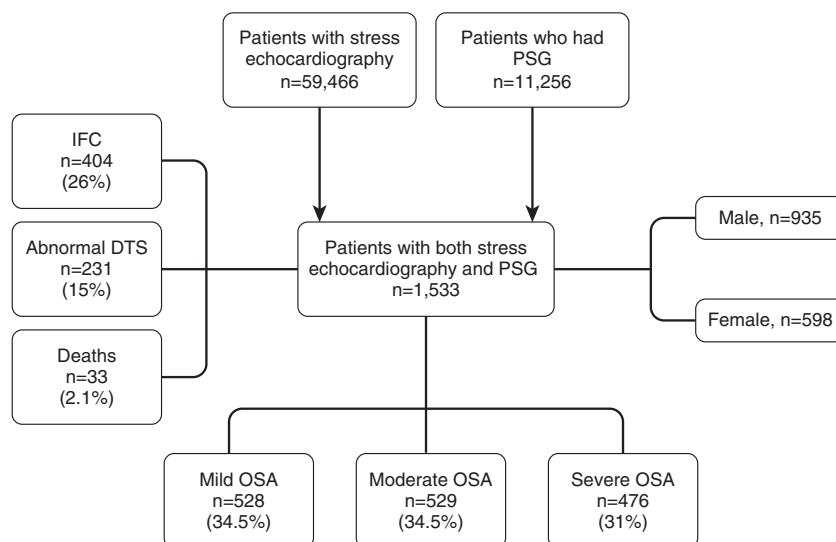 Patients with stress
echocardiography
n=59,466
Patients who had
PSG
n=11,256
IFC
n=404
(26%)
Abnormal DTS
n=231
(15%)
Deaths
n=33
(2.1%)
Patients with both stress
echocardiography and PSG
n=1,533
Male, n=935
Female, n=598
Mild OSA
n=528
(34.5%)
Moderate OSA
n=529
(34.5%)
Severe OSA
n=476
(31%)